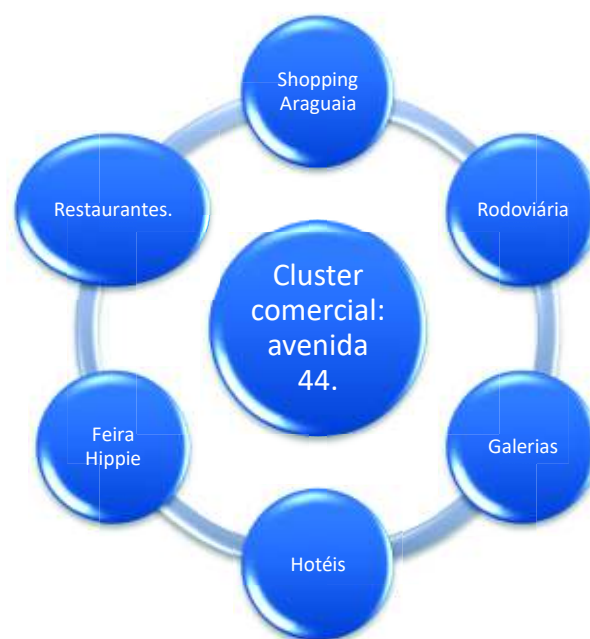 Shopping
Araguaia
Restaurantes.
Rodoviária
Cluster
comercial:
avenida
44.
Feira
Hippie
Galerias
Hotéis